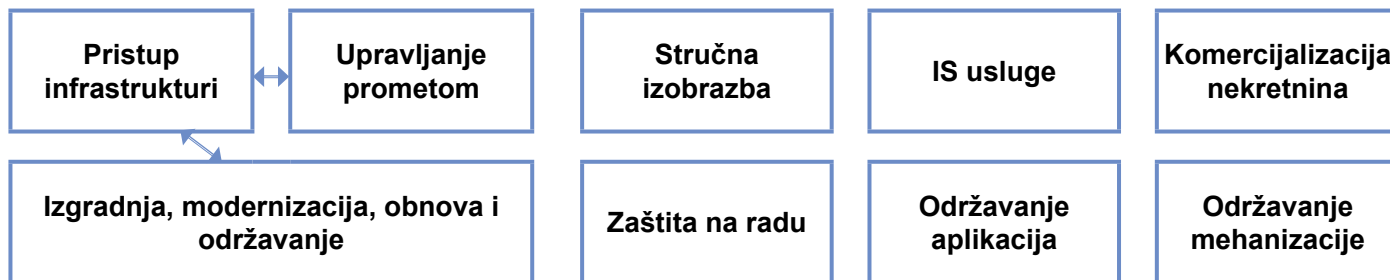 Pristup
infrastrukturi
Upravljanje
prometom
Stručna
izobrazba
IS usluge
Komercijalizacija
nekretnina
Izgradnja, modernizacija, obnova i
održavanje
Zaštita na radu
Održavanje
aplikacija
Održavanje
mehanizacije